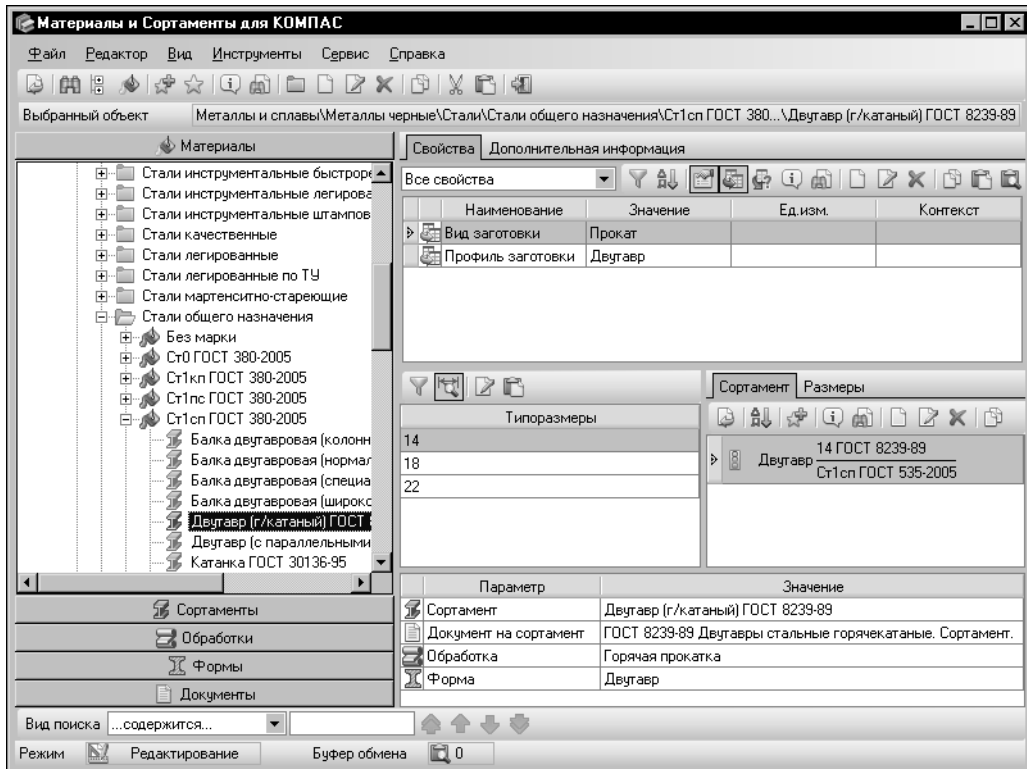 Материалы и Сортаменты для КОМПАС
Файл Редактор Вид Инструменты Сервис Справка
Выбранный объект Металлы и сплавы\Металлы черные\Стали\Стали общего назначения\Ст1сп ГОСТ 380...\Двутавр (г/катаный) ГОСТ 8239-89
Материалы
Стали инструментальные быстроре
Стали инструментальные легирова
Стали инструментальные штампов
Стали качественные
Стали легированные
Стали легированные по ТУ
Стали мартенситно-стареющие
Стали общего назначения
Без марки
Ст0 ГОСТ 380-2005
Ст1кп ГОСТ 380-2005
Ст1пс ГОСТ 380-2005
Ст1сп ГОСТ 380-2005
Балка двутавровая (колонн
Балка двутавровая (нормал
Балка двутавровая (специа
Балка двутавровая (широко
Двутавр (г/катаный) ГОСТ
Двутавр (с параллельными
Катанка ГОСТ 30136-95
Сортаменты
Обработки
Формы
Документы
Свойства Дополнительная информация
Все свойства
Наименование Значение Ед.изм. Контекст
Вид заготовки Прокат
Профиль заготовки Двутавр
Типоразмеры
14
18
22
Сортамент Размеры
14 ГОСТ 8239-89
Двутавр
Ст1сп ГОСТ 535-2005
Параметр Значение
Сортамент Двутавр (г/катаный) ГОСТ 8239-89
Документ на сортамент ГОСТ 8239-89 Двутавры стальные горячекатаные. Сортамент.
Обработка Горячая прокатка
Форма Двутавр
Вид поиска ...содержится...
Режим Редактирование Буфер обмена 0